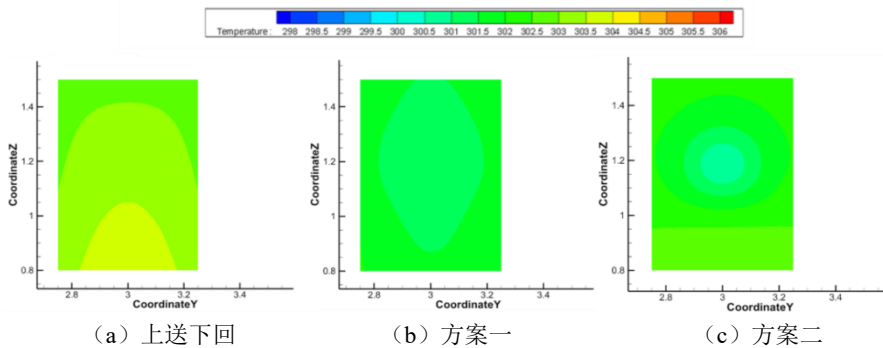 Temperature: 298 298.5 299 299.5 300 300.5 301 301.5 302 302.5 303 303.5 304 304.5 305 305.5 306
CoordinateZ
1.4
1.2
1
0.8
2.8 3 3.2 3.4
CoordinateY
CoordinateZ
1.4
1.2
1
0.8
2.8 3 3.2 3.4
CoordinateY
CoordinateZ
1.4
1.2
1
0.8
2.8 3 3.2 3.4
CoordinateY
（a）上送下回
（b）方案一
（c）方案二